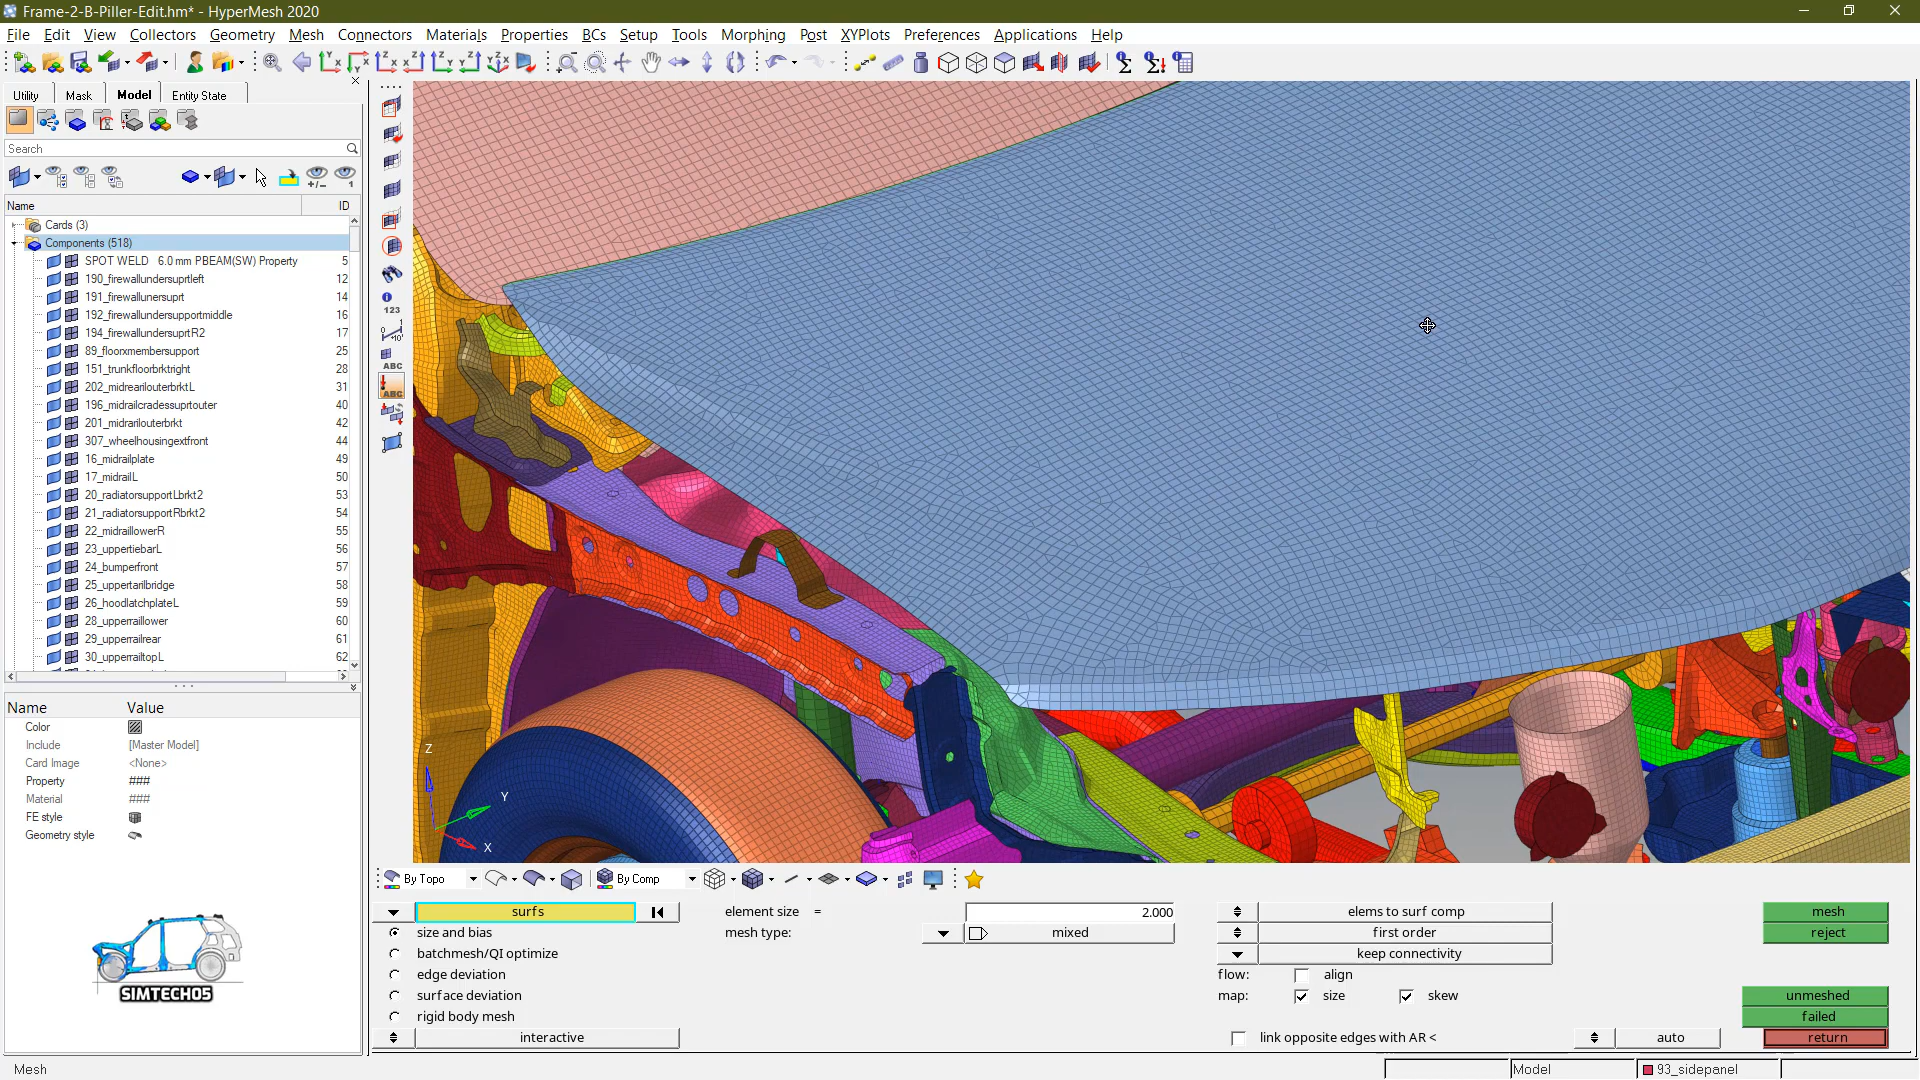 Frame-2-B-Piller-Edit.hm* - HyperMesh 2020
File Edit View Collectors Geometry Mesh Connectors Materials Properties BCs Setup Tools Morphing Post XYPlots Preferences Applications Help
Utility Mask Model Entity State
Search
Name ID
Cards (3)
Components (518)
SPOT WELD 6.0 mm PBEAM(SW) Property 5
190_firewallundersuprtleft 12
191_firewallunersuprt 14
192_firewallundersupportmiddle 16
194_firewallundersuprtR2 17
89_floorxmembersupport 25
151_trunkfloorbrktright 28
202_midrearilouterbrktL 31
196_midrailcradessuprtouter 40
201_midrarilouterbrkt 42
307_wheelhousingextfront 44
16_midrailplate 49
17_midrailL 50
20_radiatorsupportLbrkt2 53
21_radiatorsupportRbrkt2 54
22_midraillowerR 55
23_uppertiebarL 56
24_bumperfront 57
25_uppertarilbridge 58
26_hoodlatchplateL 59
28_upperraillower 60
29_upperrailrear 61
30_upperrailtopL 62
Name Value
Color
Include [Master Model]
Card Image <None>
Property ###
Material ###
FE style
Geometry style
SIMTECH05
123
ABC
ABC
Z
Y
X
By Topo By Comp
surfs element size = 2.000 elems to surf comp mesh
size and bias mesh type: mixed first order reject
batchmesh/QI optimize keep connectivity
edge deviation flow: align
surface deviation map: size skew unmeshed
rigid body mesh failed
interactive link opposite edges with AR < auto return
Mesh Model 93_sidepanel